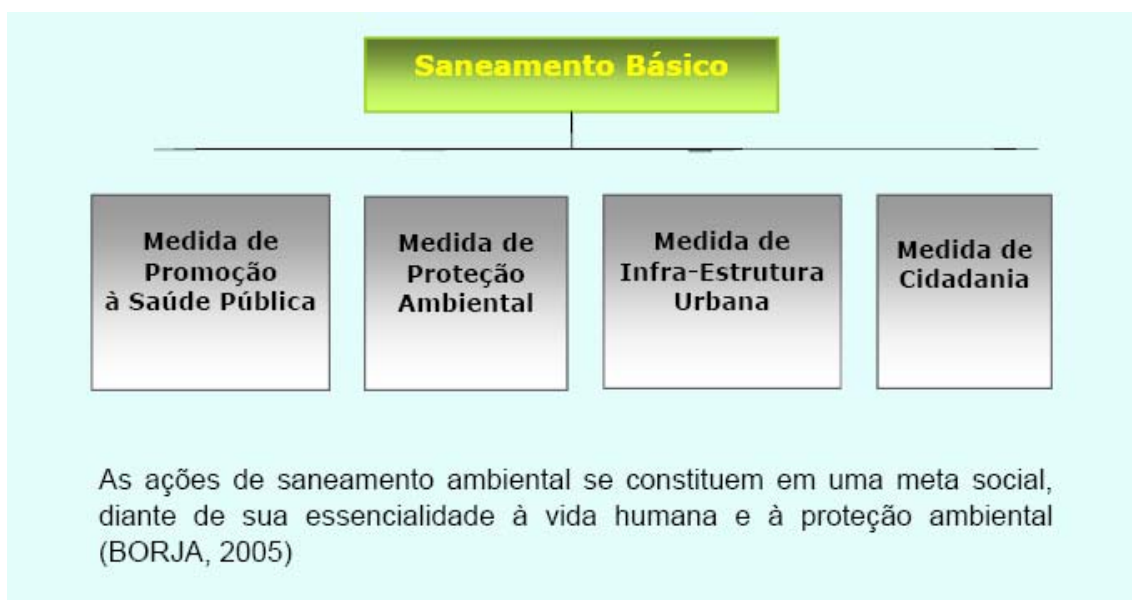 Saneamento Básico
Medida de
Promoção
à Saúde Pública
Medida de
Proteção
Ambiental
Medida de
Infra-Estrutura
Urbana
Medida de
Cidadania
As ações de saneamento ambiental se constituem em uma meta social,
diante de sua essencialidade à vida humana e à proteção ambiental
(BORJA, 2005)